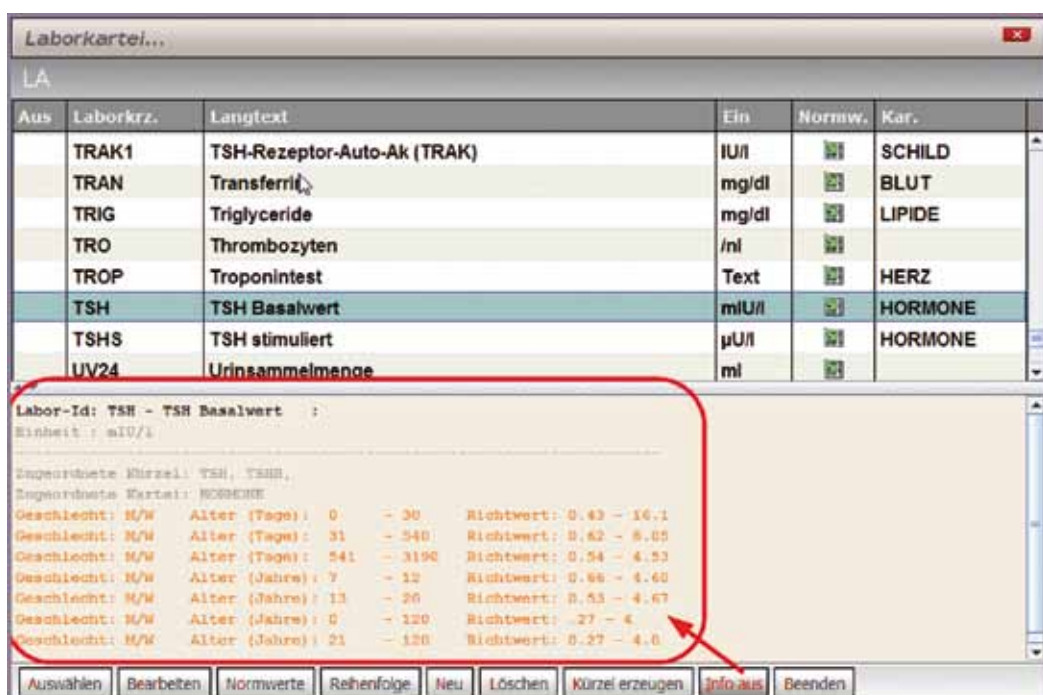 Laborkartei...
LA
Aus Laborkrz. Langtext Ein Normw. Kar.
TRAK1 TSH-Rezeptor-Auto-Ak (TRAK) IU/l SCHILD
TRAN Transferrin mg/dl BLUT
TRIG Triglyceride mg/dl LIPIDE
TRO Thrombozyten /nl
TROP Troponintest Text HERZ
TSH TSH Basalwert mIU/l HORMONE
TSHS TSH stimuliert µU/l HORMONE
UV24 Urinsammelmenge ml
Labor-Id: TSH - TSH Basalwert :
Einheit : mIU/l
Zugeordnete Kürzel: TSH, TSHB,
Zugeordnete Kartei: HORMONE
Geschlecht: M/W Alter (Tage): 0 - 30 Richtwert: 0.43 - 16.1
Geschlecht: M/W Alter (Tage): 31 - 540 Richtwert: 0.62 - 8.05
Geschlecht: M/W Alter (Tage): 541 - 3190 Richtwert: 0.54 - 4.53
Geschlecht: M/W Alter (Jahre): 7 - 12 Richtwert: 0.66 - 4.60
Geschlecht: M/W Alter (Jahre): 13 - 20 Richtwert: 0.53 - 4.67
Geschlecht: M/W Alter (Jahre): 0 - 120 Richtwert: .27 - 4
Geschlecht: M/W Alter (Jahre): 21 - 120 Richtwert: 0.27 - 4.0
Auswählen Bearbeiten Normwerte Reihenfolge Neu Löschen Kürzel erzeugen Info aus Beenden